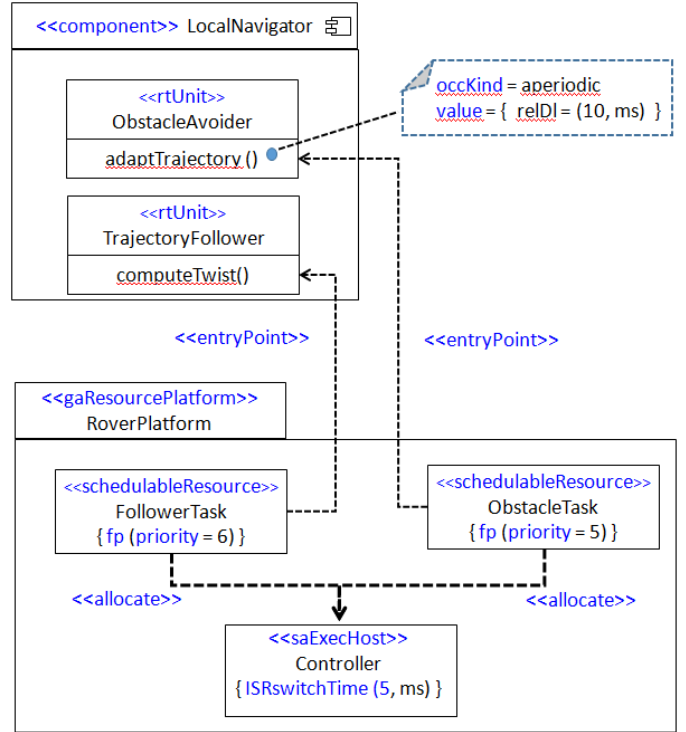 <<component>> LocalNavigator
<<rtUnit>>
ObstacleAvoider
adaptTrajectory ()
occKind = aperiodic
value = { relDl = (10, ms) }
<<rtUnit>>
TrajectoryFollower
computeTwist()
<<entryPoint>>
<<entryPoint>>
<<gaResourcePlatform>>
RoverPlatform
<<schedulableResource>>
FollowerTask
{ fp (priority = 6) }
<<schedulableResource>>
ObstacleTask
{ fp (priority = 5) }
<<allocate>>
<<allocate>>
<<saExecHost>>
Controller
{ ISRswitchTime (5, ms) }